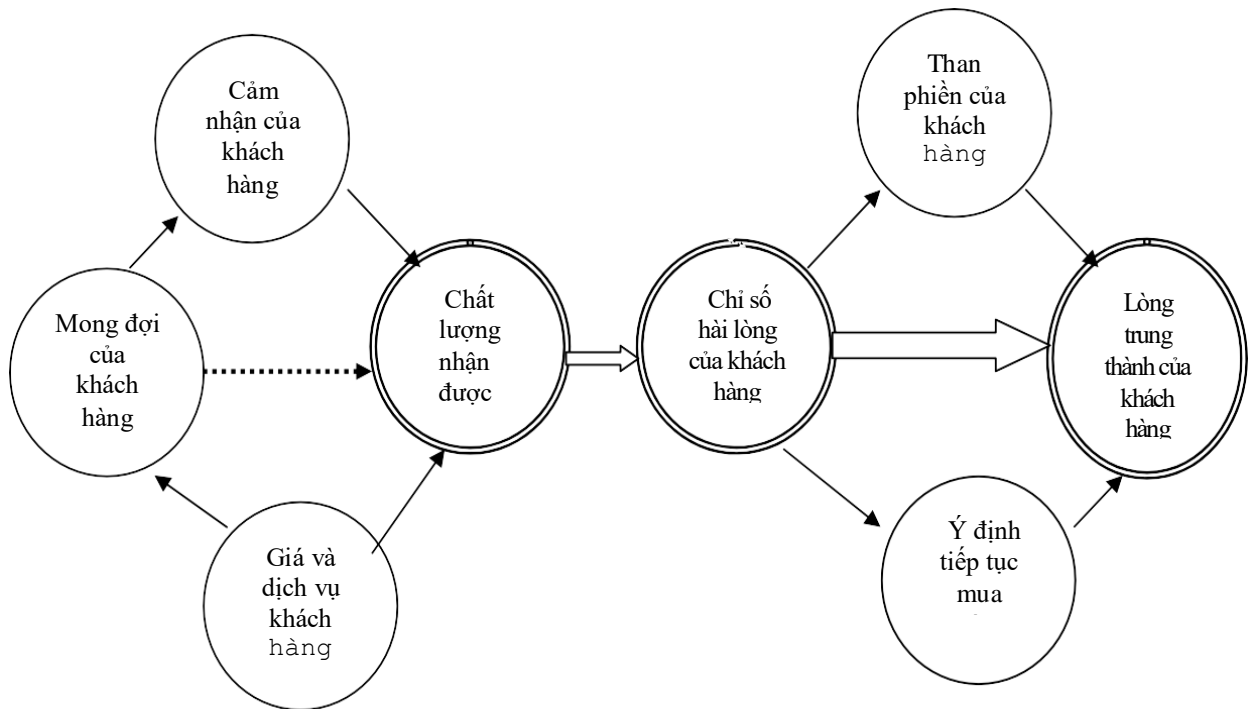 Cảm
nhận của
khách
hàng
Than
phiền của
khách
hàng
Mong đợi
của
khách
hàng
Chất
lượng
nhận
được
Chỉ số
hài lòng
của khách
hàng
Lòng
trung
thành của
khách
hàng
Giá và
dịch vụ
khách
hàng
Ý định
tiếp tục
mua